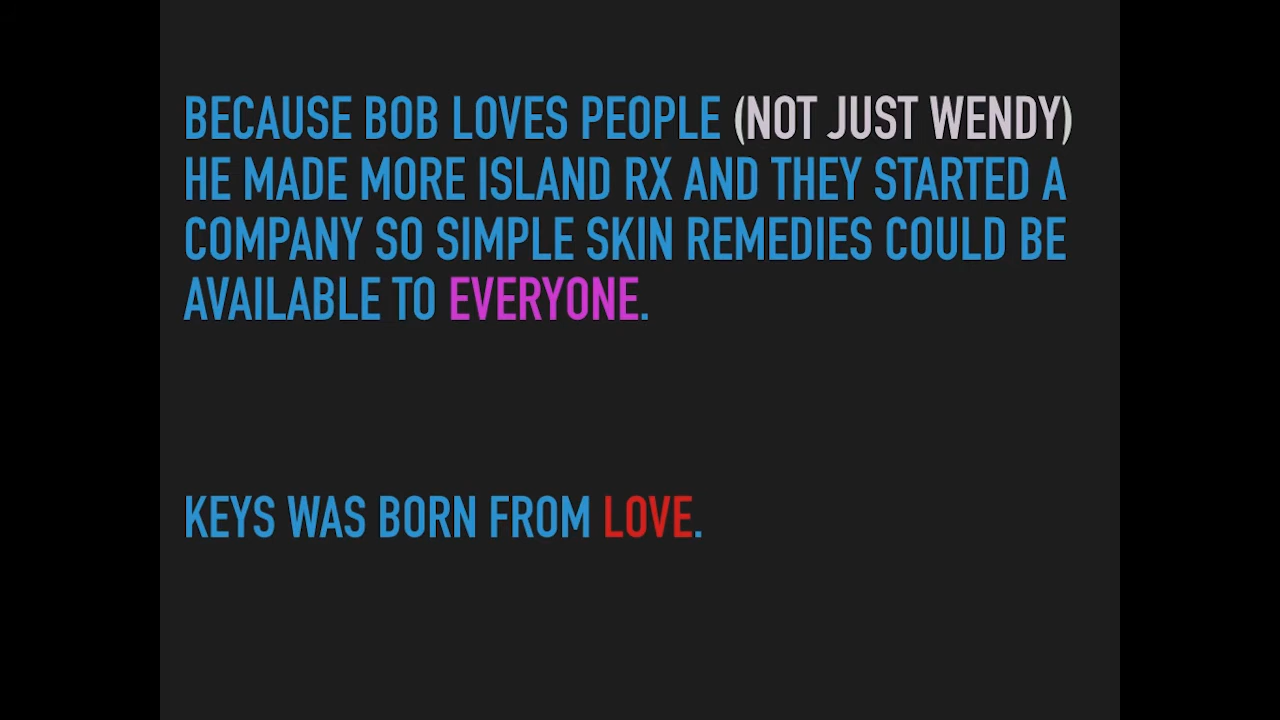 BECAUSE BOB LOVES PEOPLE (NOT JUST WENDY)
HE MADE MORE ISLAND RX AND THEY STARTED A
COMPANY SO SIMPLE SKIN REMEDIES COULD BE
AVAILABLE TO EVERYONE.
KEYS WAS BORN FROM LOVE.